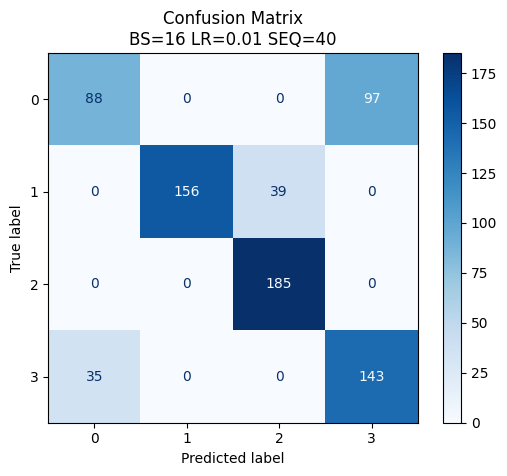 Confusion Matrix
BS=16 LR=0.01 SEQ=40
0 88 0 0 97
1 0 156 39 0
2 0 0 185 0
3 35 0 0 143
0 1 2 3
True label
Predicted label
175
150
125
100
75
50
25
0